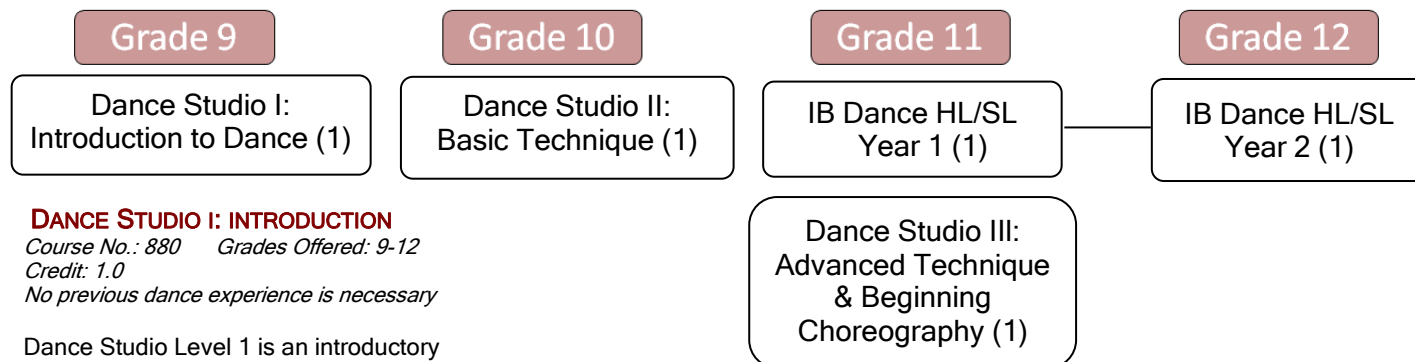 Grade 9
Grade 10
Grade 11
Grade 12
Dance Studio I:
Introduction to Dance (1)
Dance Studio II:
Basic Technique (1)
IB Dance HL/SL
Year 1 (1)
IB Dance HL/SL
Year 2 (1)
Dance Studio III:
Advanced Technique
& Beginning
Choreography (1)
DANCE STUDIO I: INTRODUCTION
Course No.: 880 Grades Offered: 9-12
Credit: 1.0
No previous dance experience is necessary
Dance Studio Level 1 is an introductory